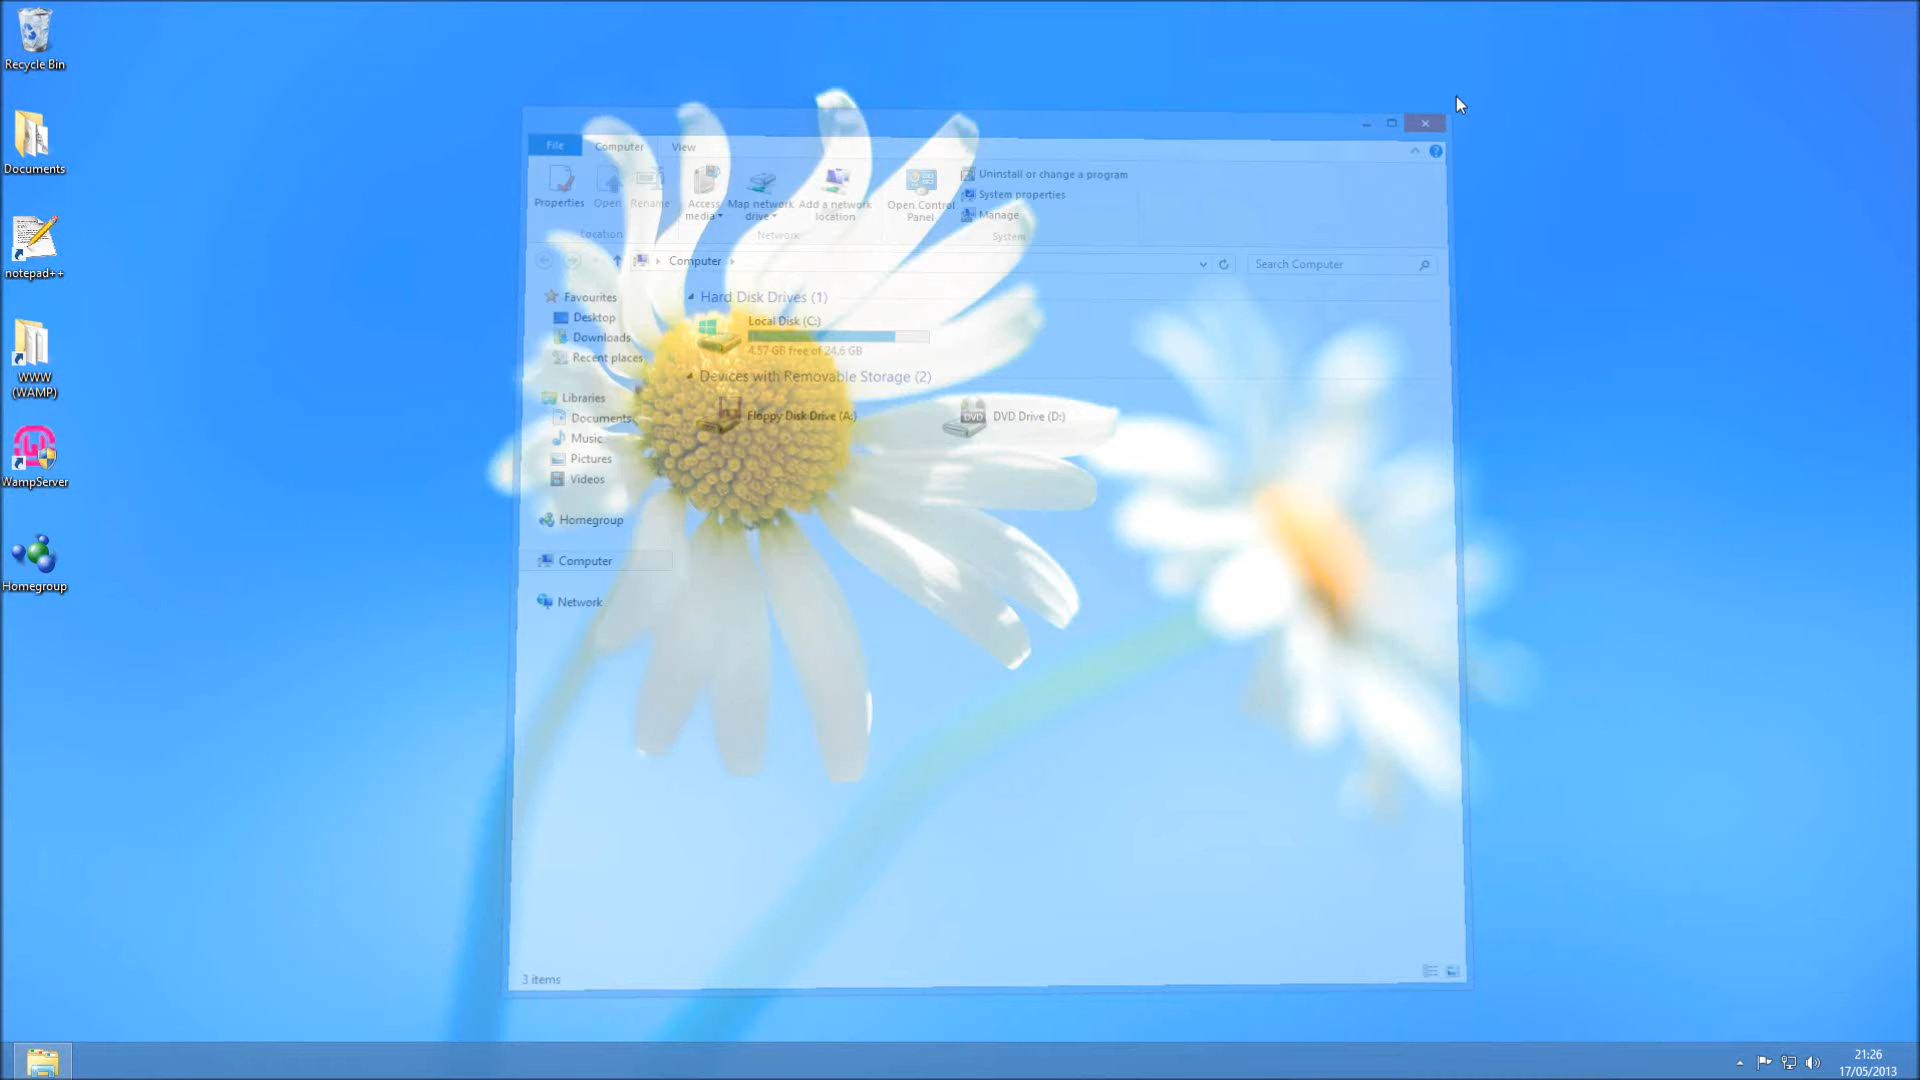 Recycle Bin
Documents
notepad++
WWW
(WAMP)
WampServer
Homegroup
File
Computer
View
Properties
Open
Rename
Access
media
Map network
drive
Add a network
location
Open Control
Panel
Uninstall or change a program
System properties
Manage
Location
Network
System
Computer
Search Computer
Favourites
Desktop
Downloads
Recent places
Libraries
Documents
Music
Pictures
Videos
Homegroup
Computer
Network
Hard Disk Drives (1)
Local Disk (C:)
4.57 GB free of 24.6 GB
Devices with Removable Storage (2)
Floppy Disk Drive (A:)
DVD
DVD Drive (D:)
3 items
21:26
17/05/2013